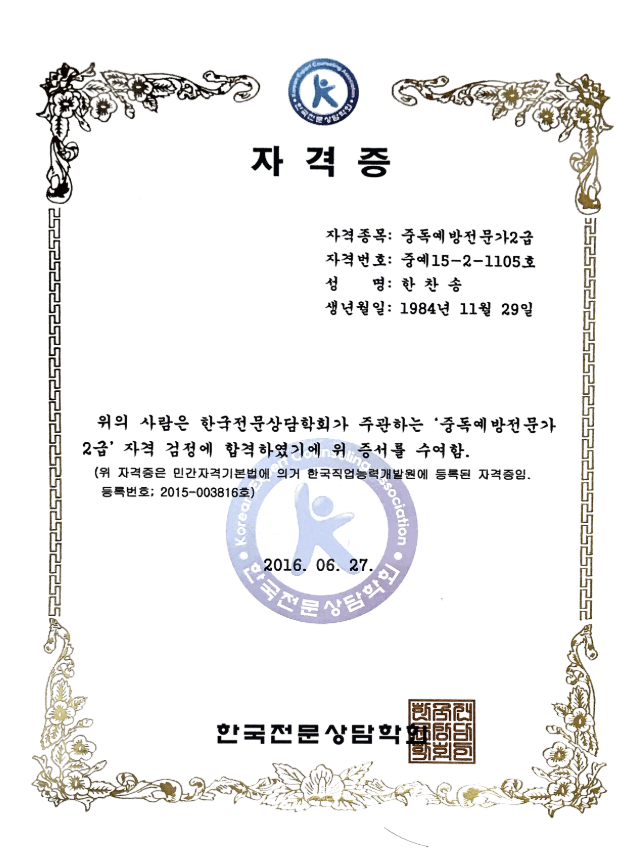 Korean Expert Counseling Association
한국전문상담학회
자격증
자격종목: 중독예방전문가2급
자격번호: 중예15-2-1105호
성 명: 한 찬 송
생년월일: 1984년 11월 29일
위의 사람은 한국전문상담학회가 주관하는 '중독예방전문가
2급' 자격 검정에 합격하였기에 위 증서를 수여함.
(위 자격증은 민간자격기본법에 의거 한국직업능력개발원에 등록된 자격증임.
등록번호; 2015-003816호)
Korean Expert Counseling Association
2016. 06. 27.
한국전문상담학회
한국전문상담학회